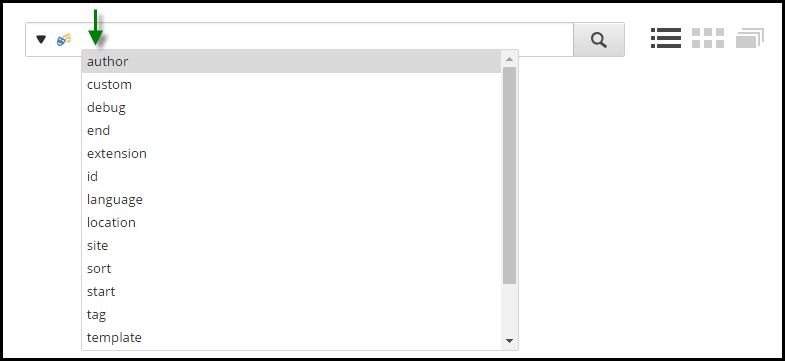 author
custom
debug
end
extension
id
language
location
site
sort
start
tag
template